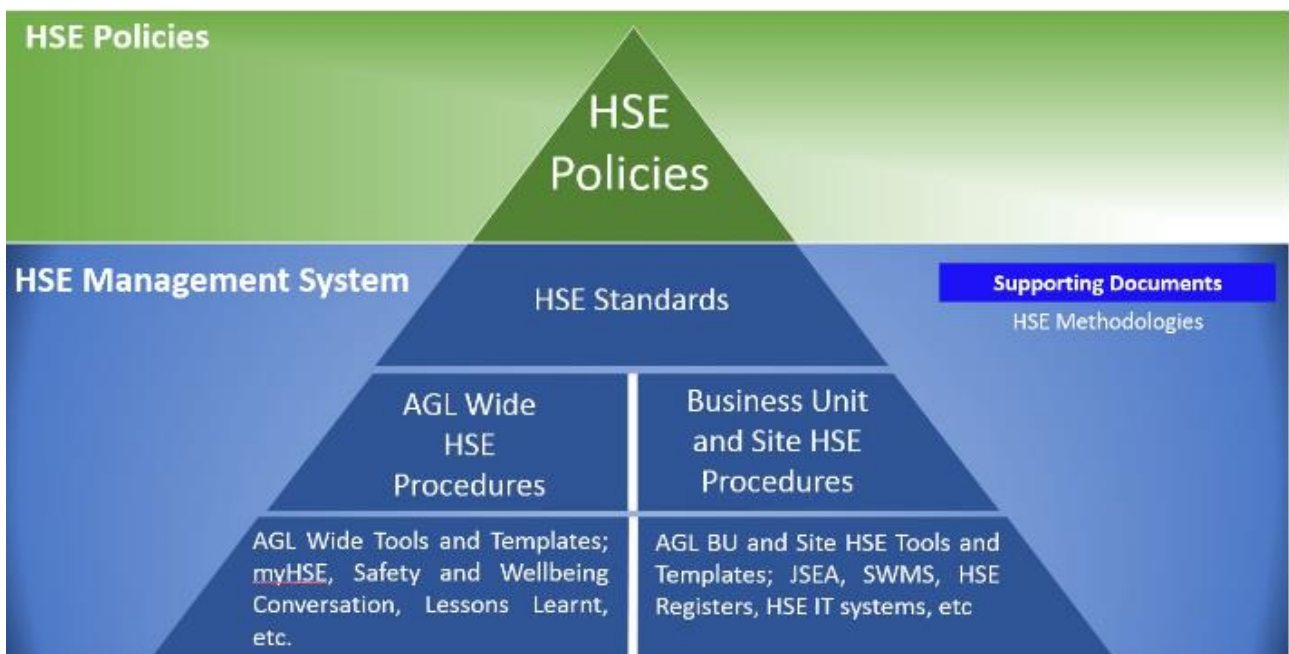 HSE Policies
HSE
Policies
HSE Management System
HSE Standards
Supporting Documents
HSE Methodologies
AGL Wide
HSE
Procedures
Business Unit
and Site HSE
Procedures
AGL Wide Tools and Templates;
myHSE, Safety and Wellbeing
Conversation, Lessons Learnt,
etc.
AGL BU and Site HSE Tools and
Templates; JSEA, SWMS, HSE
Registers, HSE IT systems, etc